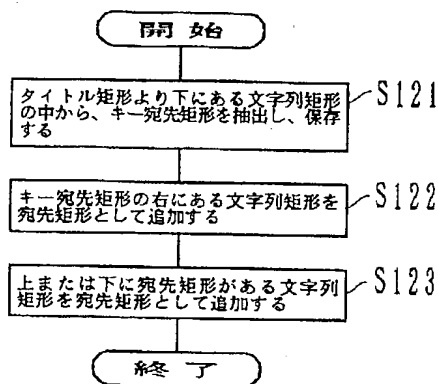 開始
タイトル矩形より下にある文字列矩形
の中から、キー宛先矩形を抽出し、保存
する
S121
キー宛先矩形の右にある文字列矩形を
宛先矩形として追加する
S122
上または下に宛先矩形がある文字列
矩形を宛先矩形として追加する
S123
終了